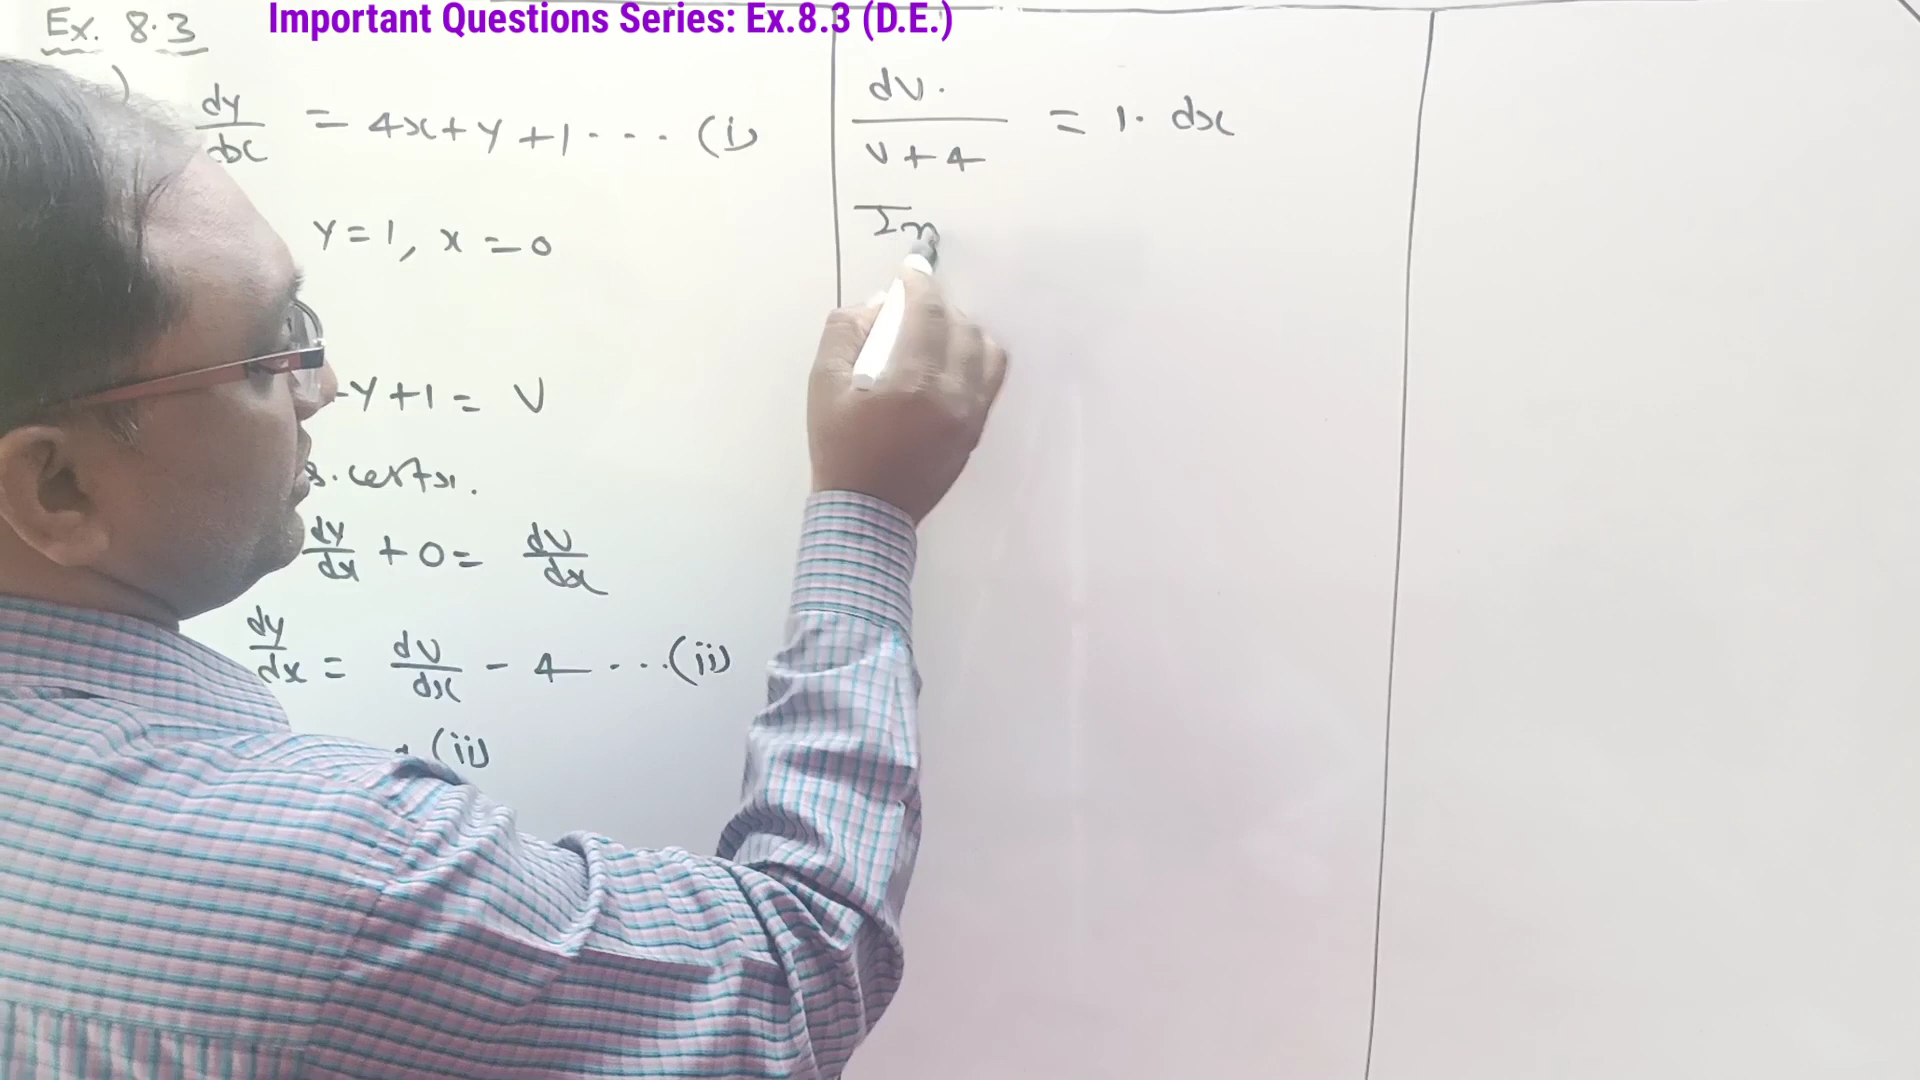 Important Questions Series: Ex.8.3 (D.E.)
Ex. 8.3
)
dy/dx = 4x+y+1 ... (i)
y=1, x=0
-y+1= v
s. w.r.t x.
dy/dx +0= dv/dx
dy/dx = dv/dx - 4 ...(ii)
(ii)
dv. / v+4 = 1. dx
In